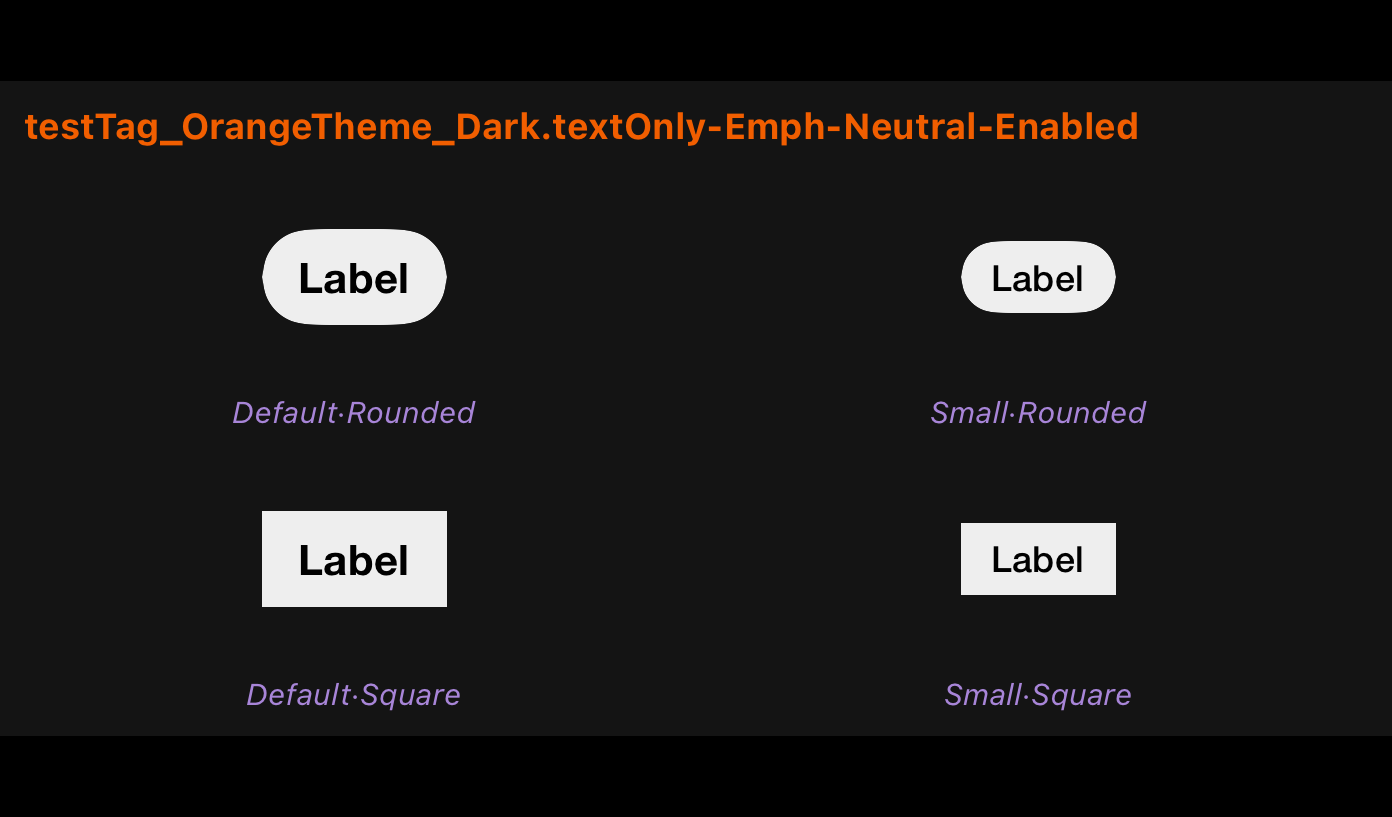 testTag_OrangeTheme_Dark.textOnly-Emph-Neutral-Enabled
Label
Label
Default·Rounded
Small·Rounded
Label
Label
Default·Square
Small·Square